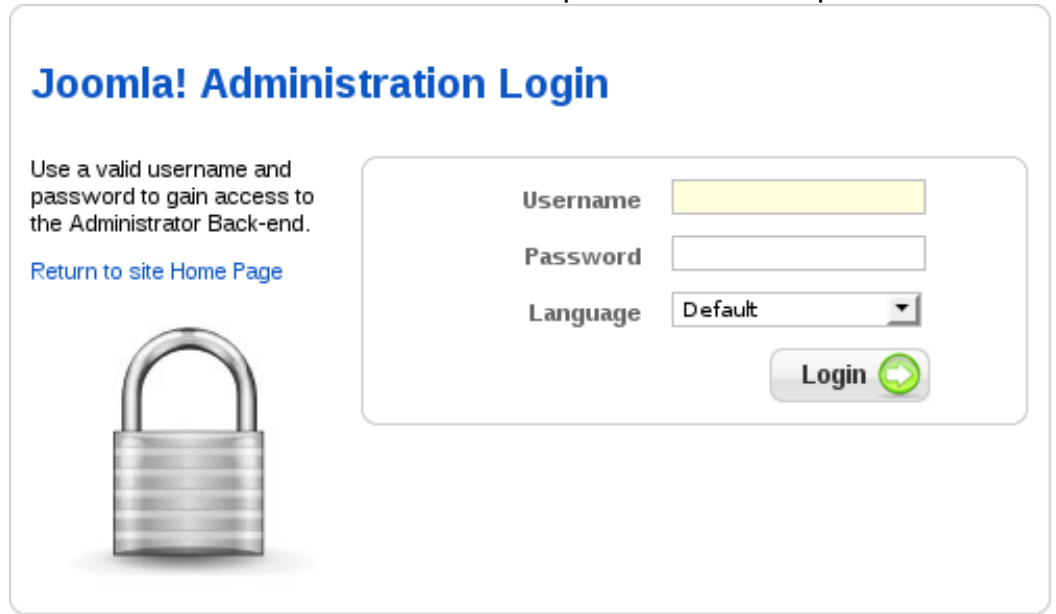 Joomla! Administration Login
Use a valid username and
password to gain access to
the Administrator Back-end.
Return to site Home Page
Username
Password
Language
Default
Login